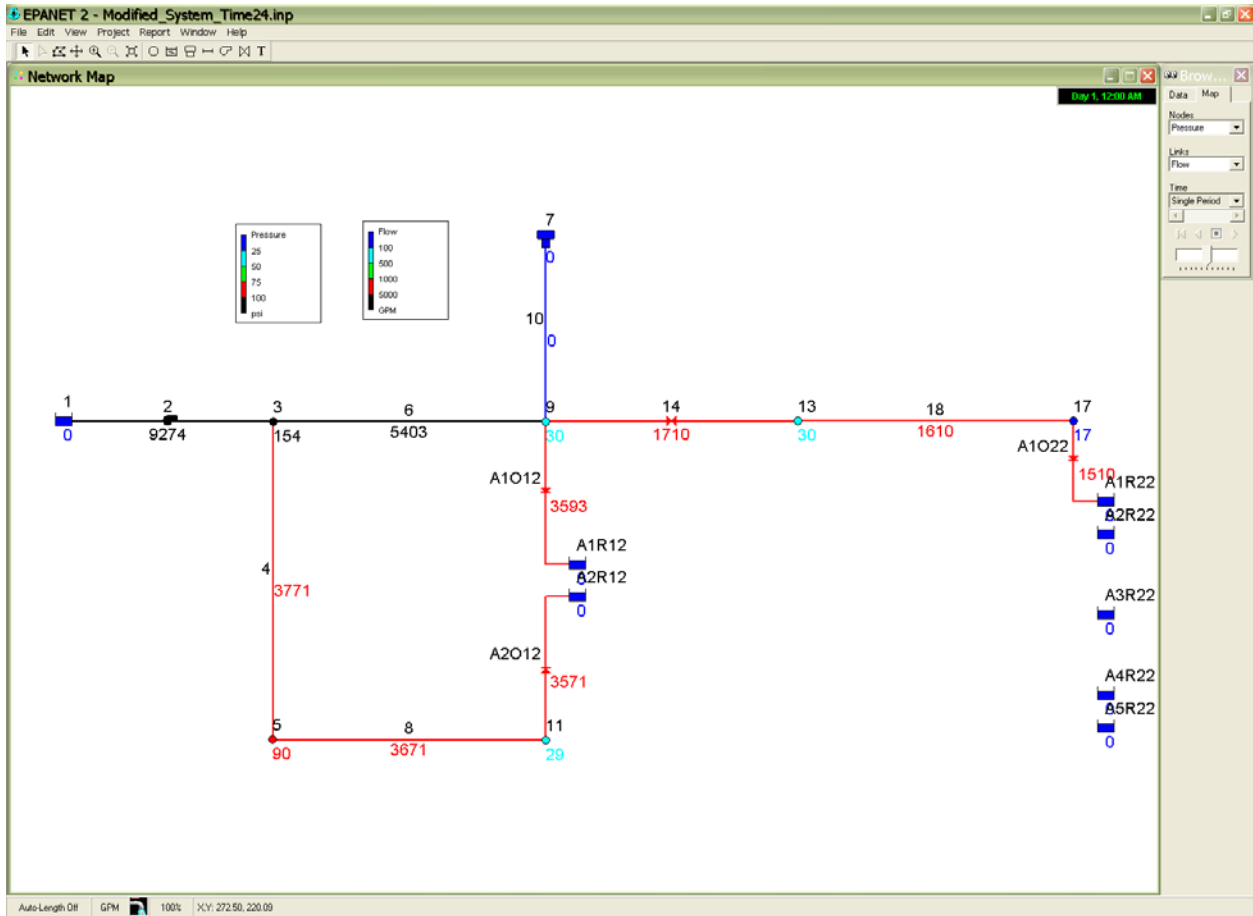 EPANET 2 - Modified_System_Time24.inp
File Edit View Project Report Window Help
T
Network Map
Day 1, 12:00 AM
Brow...
Data Map
Nodes
Pressure
Links
Flow
Time
Single Period
Pressure
25
50
75
100
psi
Flow
100
500
1000
5000
GPM
7
0
10
0
1
0
2
9274
3
154
6
5403
9
30
14
1710
13
30
18
1610
17
17
A1O12
3593
A1O22
1510
A1R22
A2R22
0
A1R12
A2R12
0
4
3771
A3R22
0
A2O12
3571
A4R22
A5R22
0
5
90
8
3671
11
29
Auto-Length Off GPM 100% X,Y: 272.50, 220.09